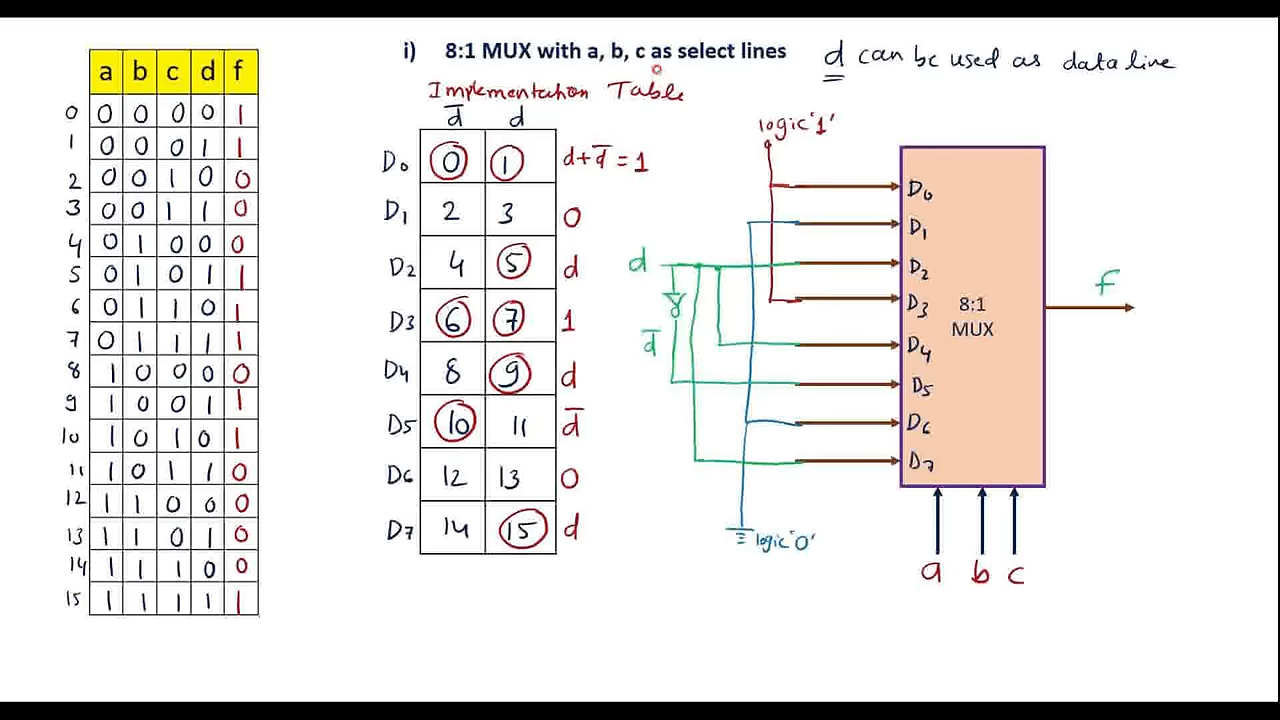 i) 8:1 MUX with a, b, c as select lines
d can be used as data line
Implementation Table
a b c d f
0 0 0 0 0 1
1 0 0 0 1 1
2 0 0 1 0 0
3 0 0 1 1 0
4 0 1 0 0 0
5 0 1 0 1 1
6 0 1 1 0 1
7 0 1 1 1 1
8 1 0 0 0 0
9 1 0 0 1 1
10 1 0 1 0 1
11 1 0 1 1 0
12 1 1 0 0 0
13 1 1 0 1 0
14 1 1 1 0 0
15 1 1 1 1 1
d̅ d
D0 0 1 d+d̅=1
D1 2 3 0
D2 4 5 d
D3 6 7 1
D4 8 9 d
D5 10 11 d̅
D6 12 13 0
D7 14 15 d
logic '1'
d
d̅
logic '0'
D0
D1
D2
D3
D4
D5
D6
D7
8:1
MUX
f
a b c